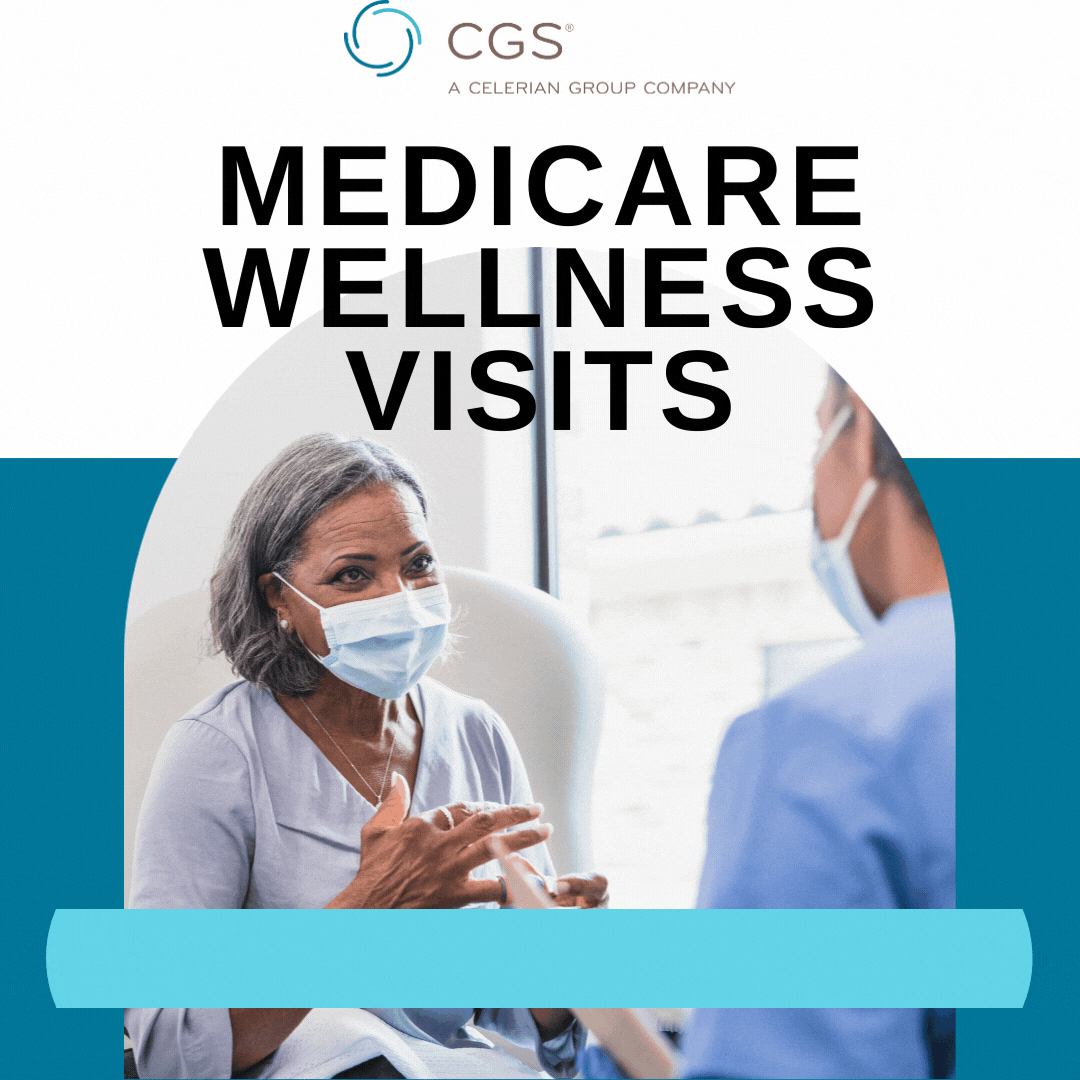 CGS®
A CELERIAN GROUP COMPANY
MEDICARE
WELLNESS
VISITS